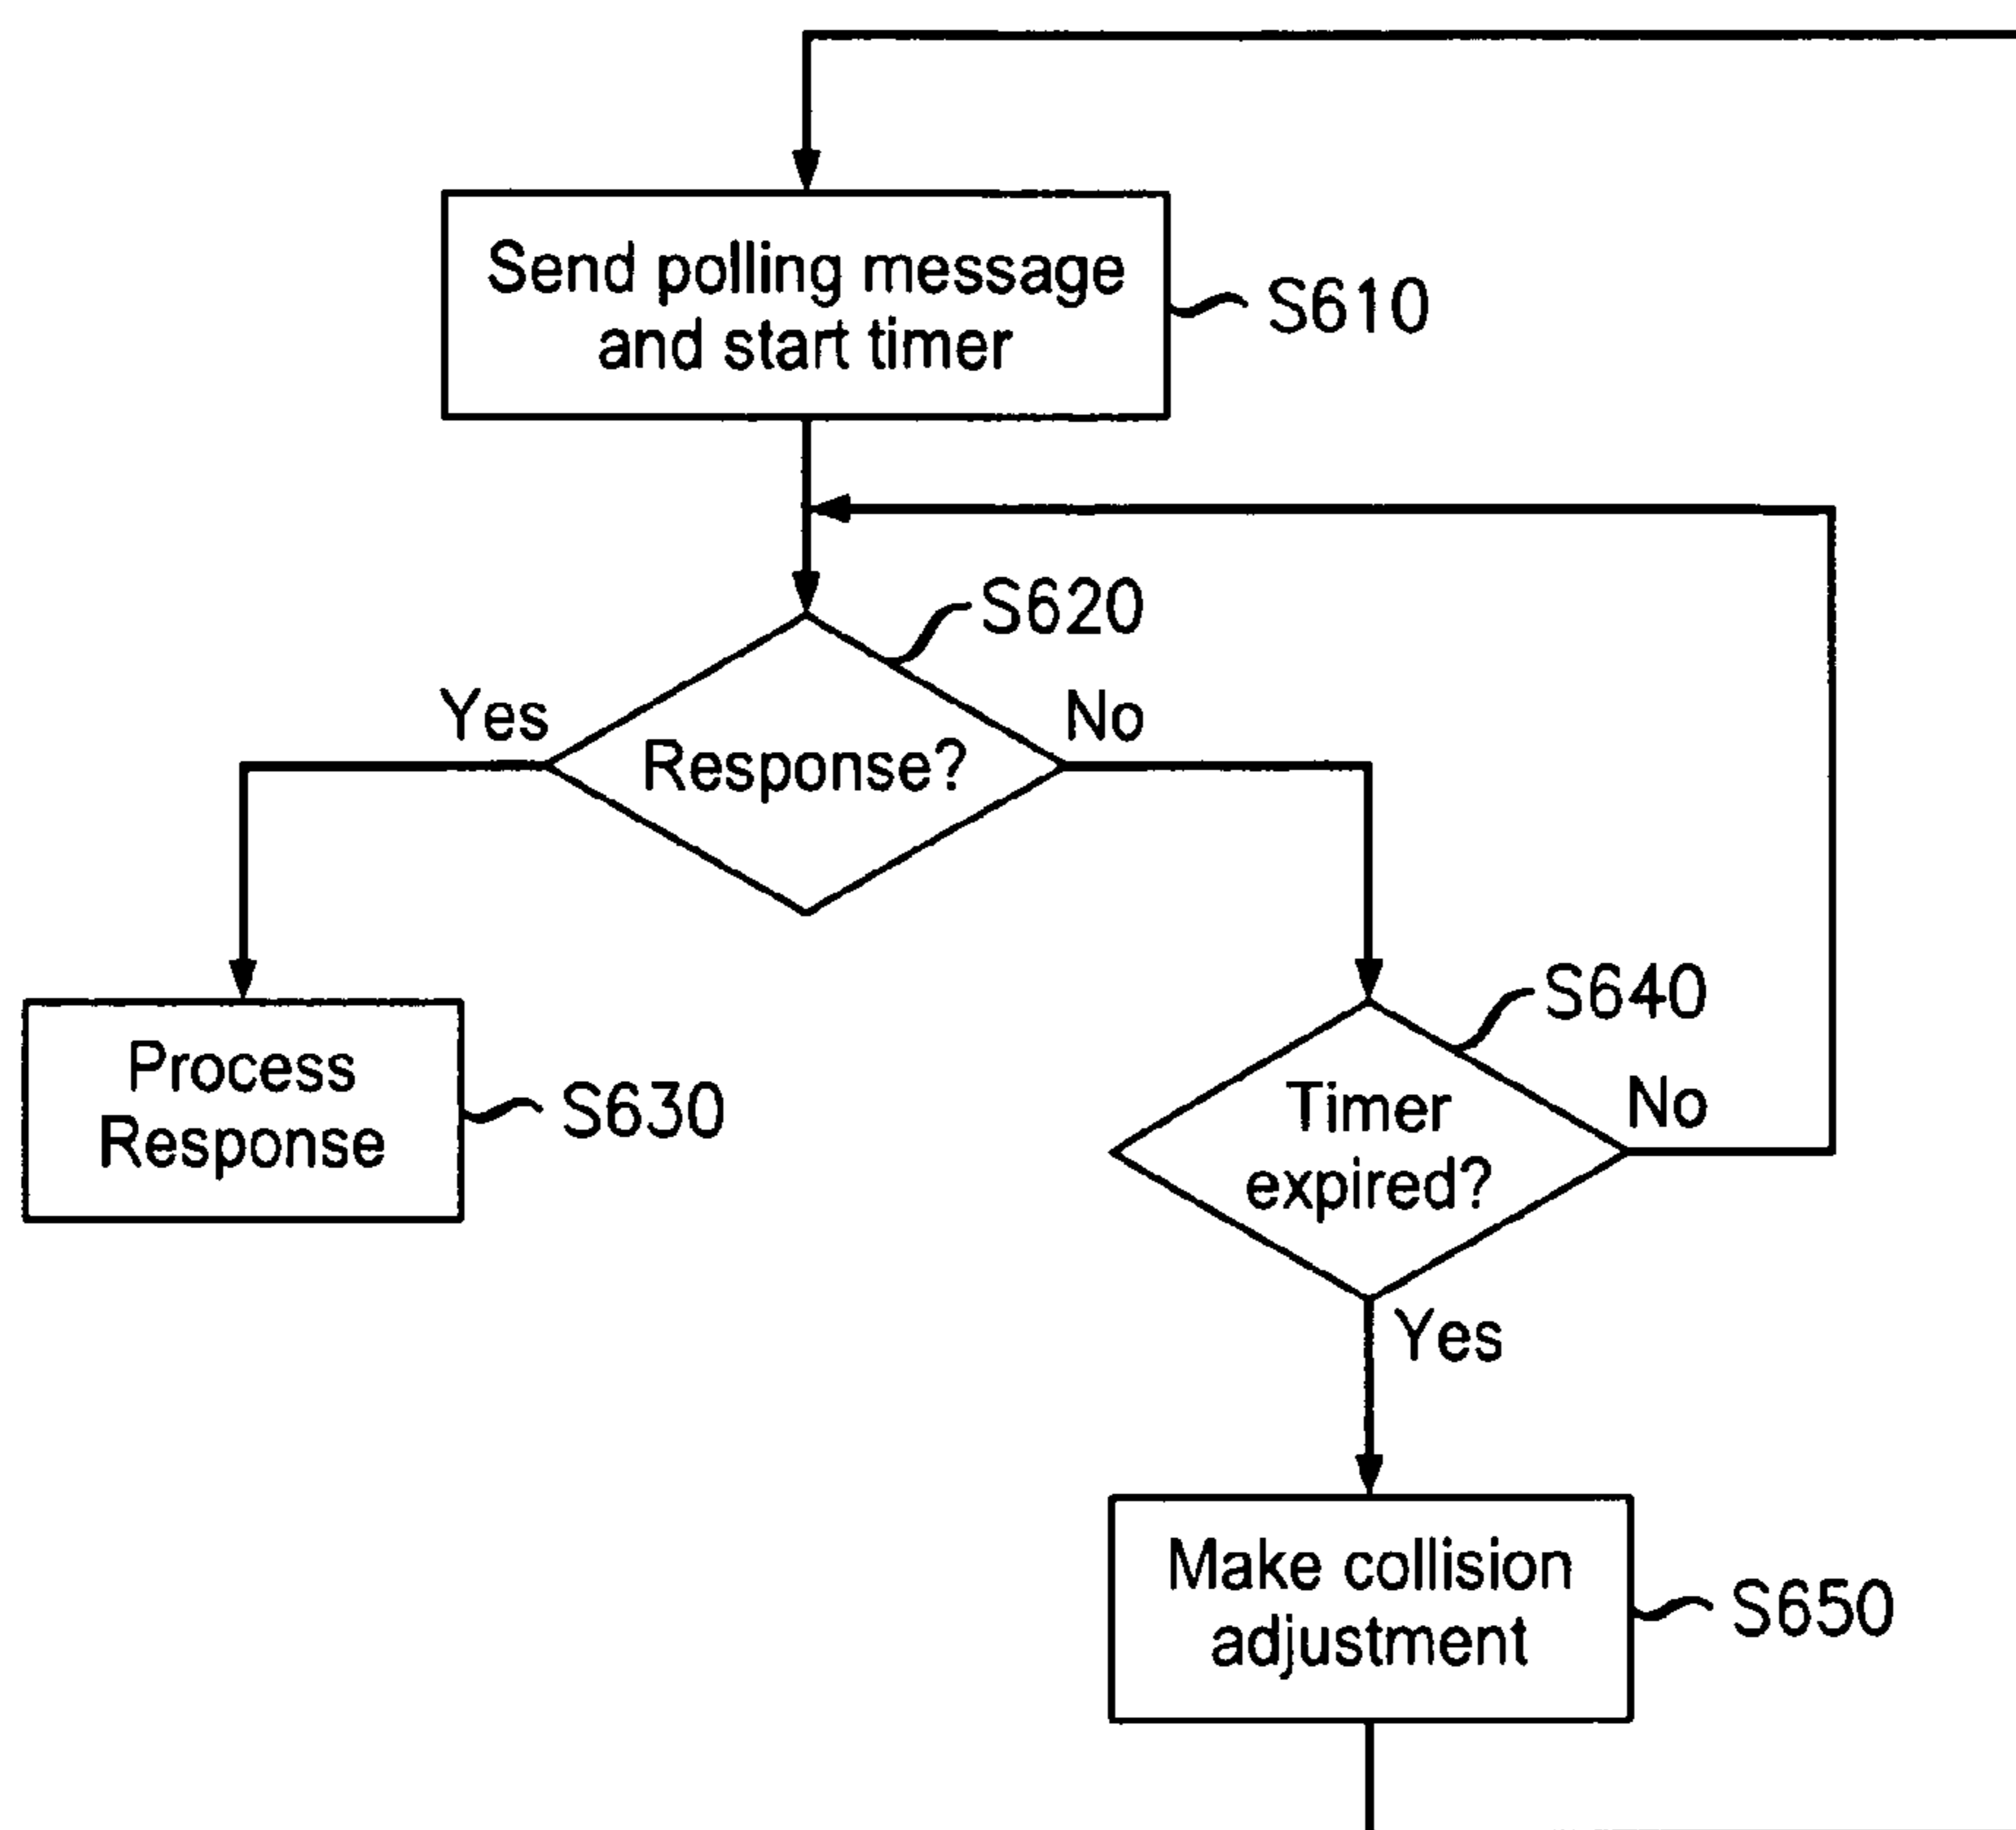 Send polling message
and start timer
S610
S620
Yes
No
Response?
S640
Process
Response
S630
Timer
expired?
No
Yes
Make collision
adjustment
S650